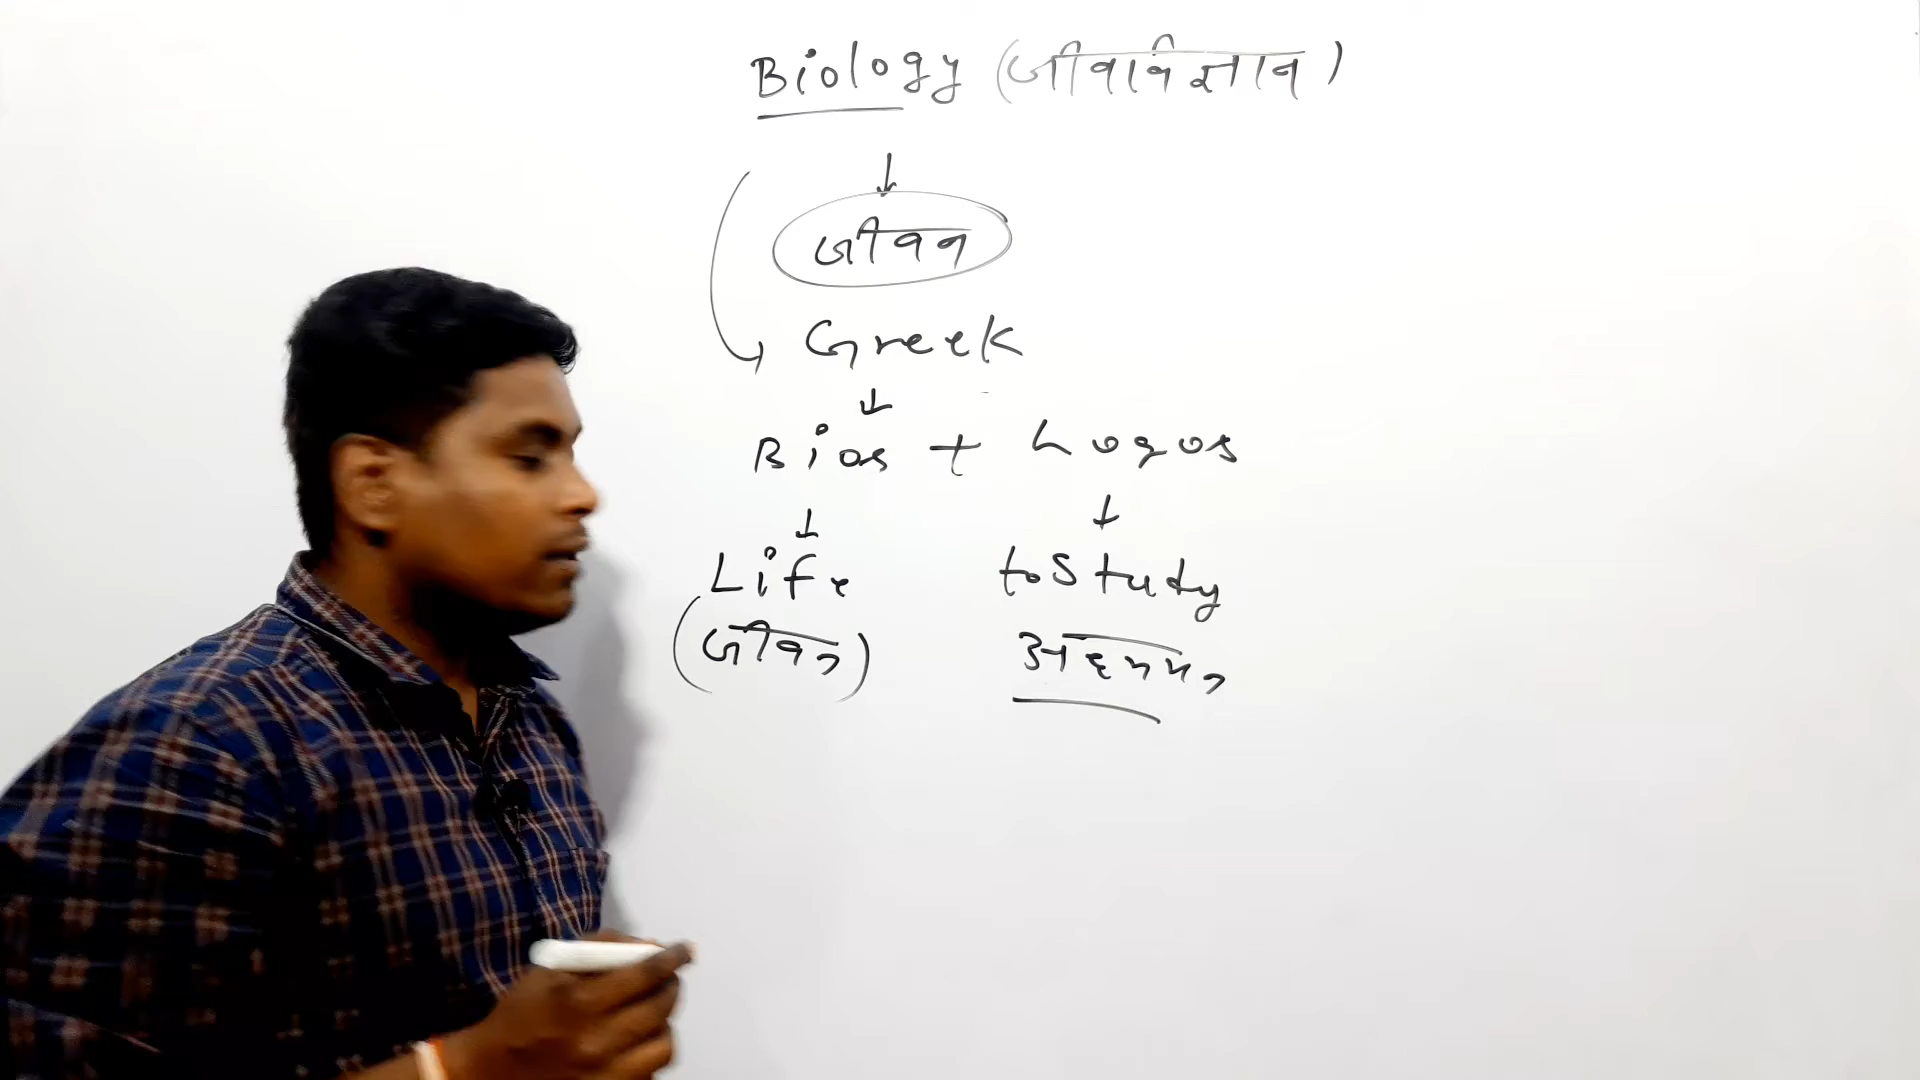 Biology (जीवविज्ञान)
जीवन
Greek
Bios + Logos
Life to study
(जीवन) अध्ययन